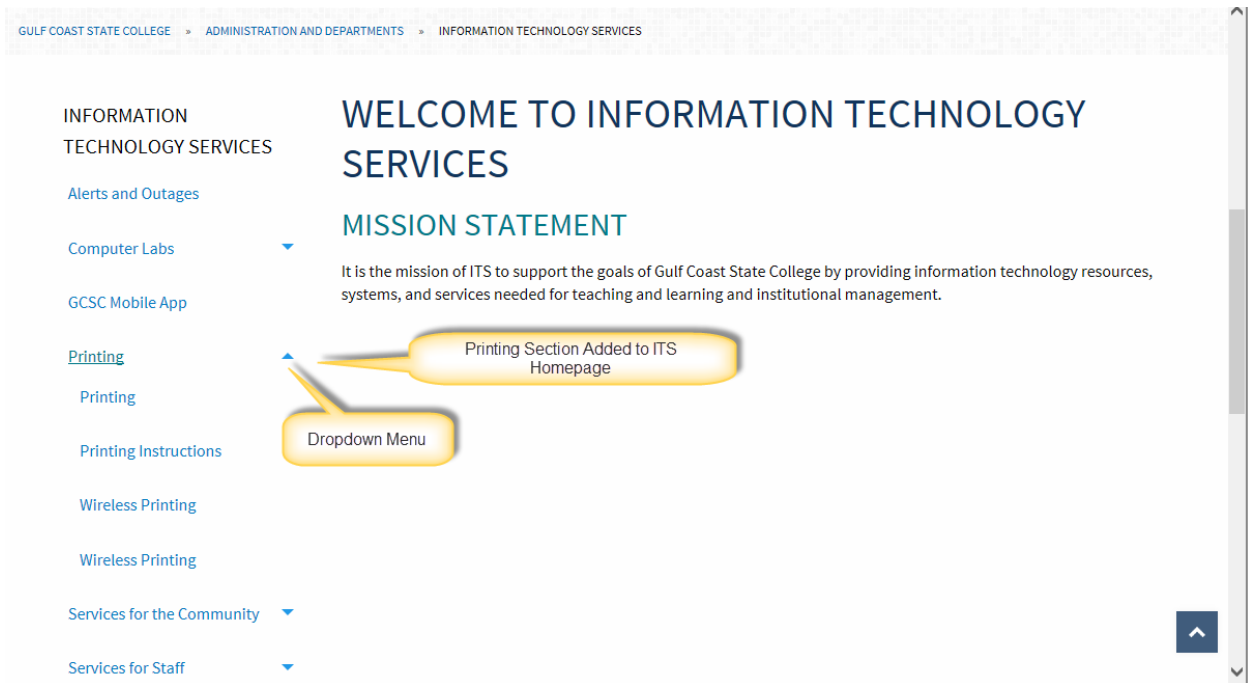 GULF COAST STATE COLLEGE » ADMINISTRATION AND DEPARTMENTS » INFORMATION TECHNOLOGY SERVICES
INFORMATION
TECHNOLOGY SERVICES
Alerts and Outages
Computer Labs
GCSC Mobile App
Printing
Printing
Printing Instructions
Wireless Printing
Wireless Printing
Services for the Community
Services for Staff
WELCOME TO INFORMATION TECHNOLOGY
SERVICES
MISSION STATEMENT
It is the mission of ITS to support the goals of Gulf Coast State College by providing information technology resources,
systems, and services needed for teaching and learning and institutional management.
Printing Section Added to ITS
Homepage
Dropdown Menu